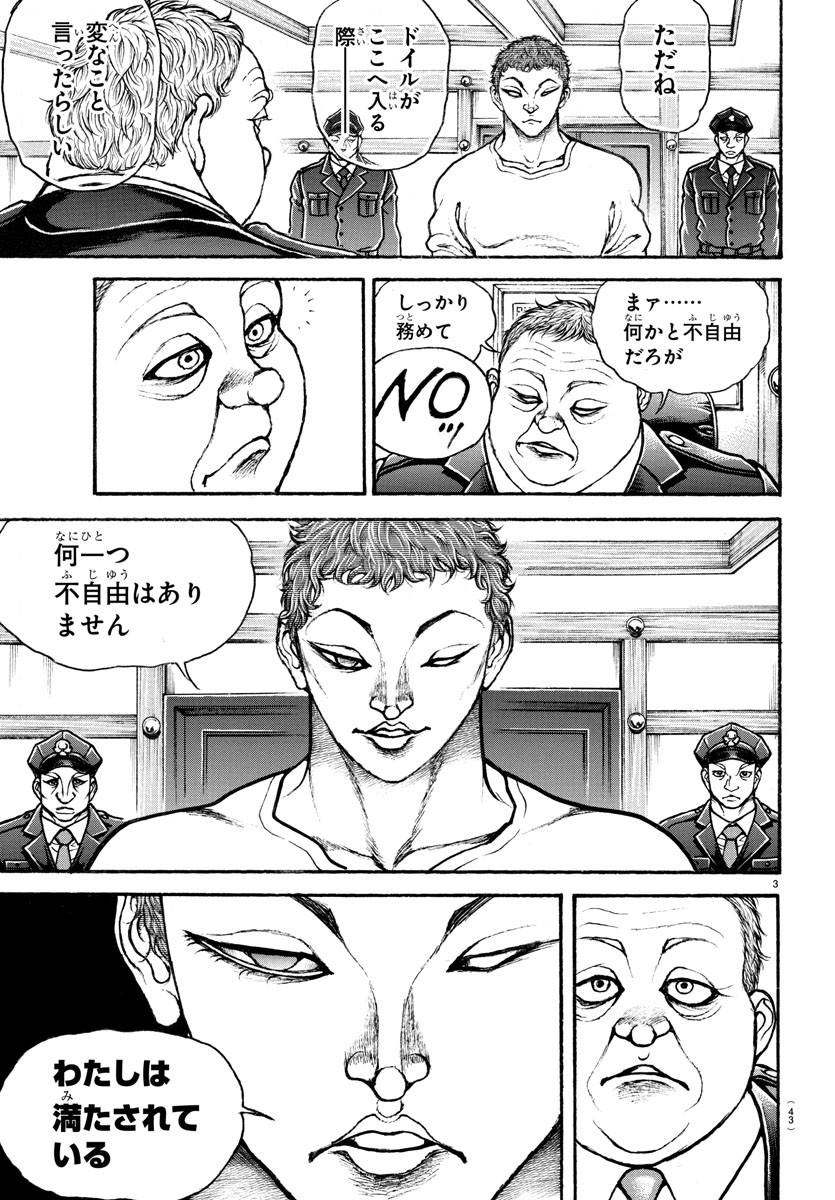 ただね
ドイルが
ここへ入る
際
変なこと
言ったらしい
まァ……
何かと不自由
だろが
しっかり
務めて
NO
何一つ
不自由はあり
ません
3
わたしは
満たされて
いる
(43)